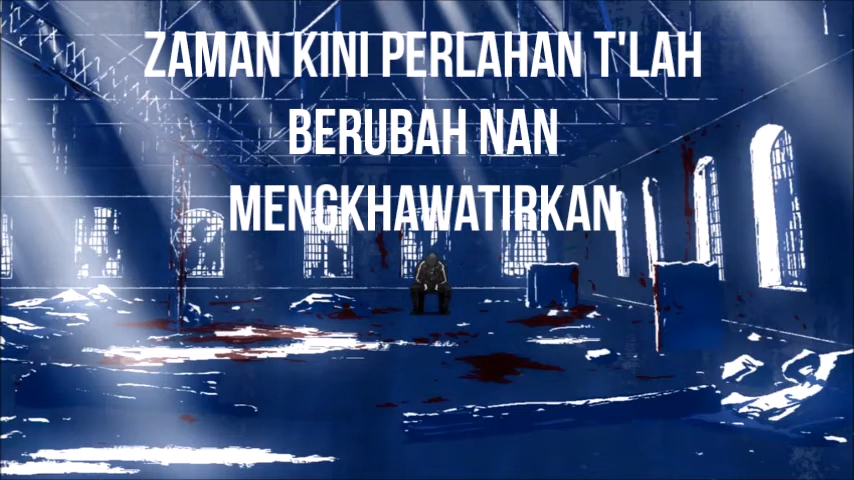 ZAMAN KINI PERLAHAN T'LAH
BERUBAH NAN
MENGKHAWATIRKAN